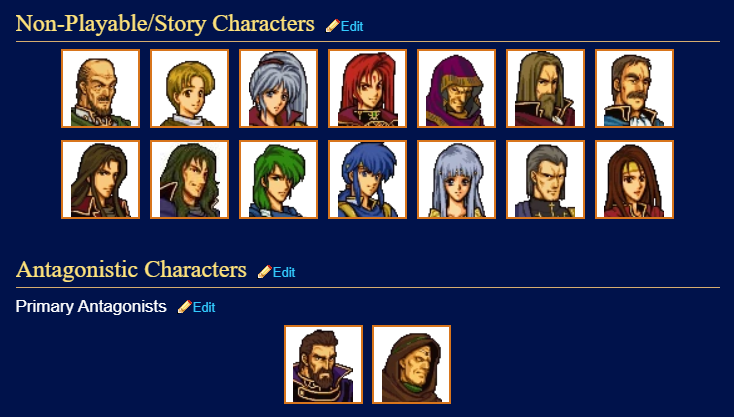 Non-Playable/Story Characters Edit
Antagonistic Characters Edit
Primary Antagonists Edit